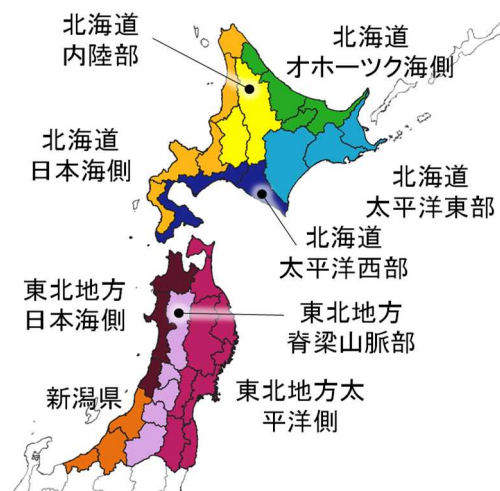 北海道
内陸部
北海道
オホーツク海側
北海道
日本海側
北海道
太平洋東部
北海道
太平洋西部
東北地方
日本海側
東北地方
脊梁山脈部
新潟県
東北地方太
平洋側